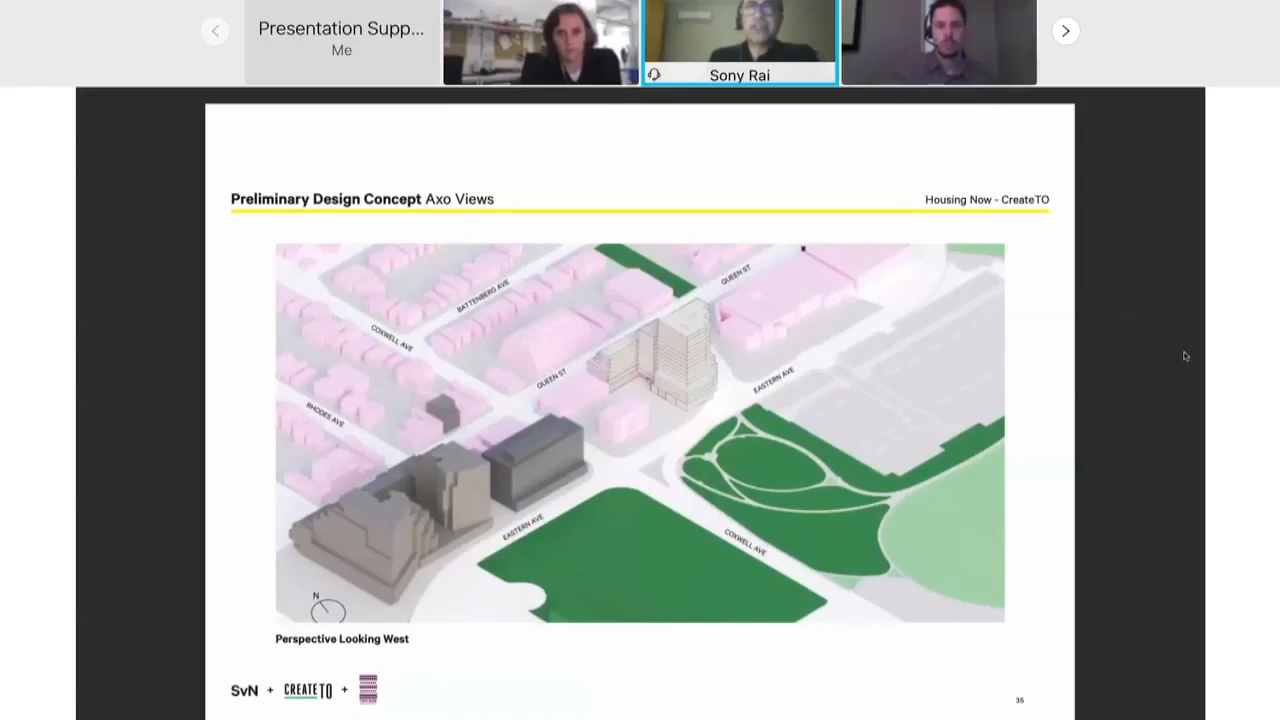 Presentation Supp...
Me
Sony Rai
Preliminary Design Concept Axo Views
Housing Now - CreateTO
QUEEN ST
BATTENBERG AVE
COXWELL AVE
QUEEN ST
EASTERN AVE
RHODES AVE
EASTERN AVE
COXWELL AVE
N
Perspective Looking West
SvN + CREATETO +
35